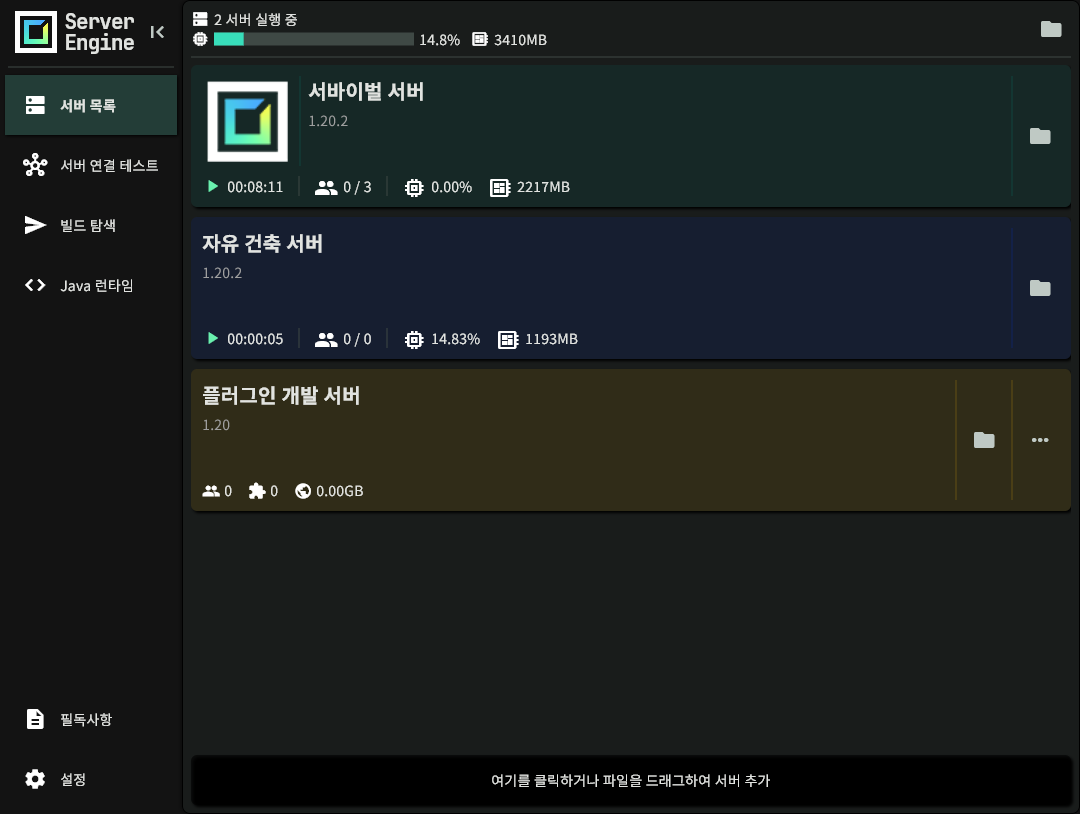 Server
Engine
서버 목록
서버 연결 테스트
빌드 탐색
Java 런타임
필독사항
설정
2 서버 실행 중
14.8% 3410MB
서바이벌 서버
1.20.2
00:08:11 0 / 3 0.00% 2217MB
자유 건축 서버
1.20.2
00:00:05 0 / 0 14.83% 1193MB
플러그인 개발 서버
1.20
0 0 0.00GB
여기를 클릭하거나 파일을 드래그하여 서버 추가